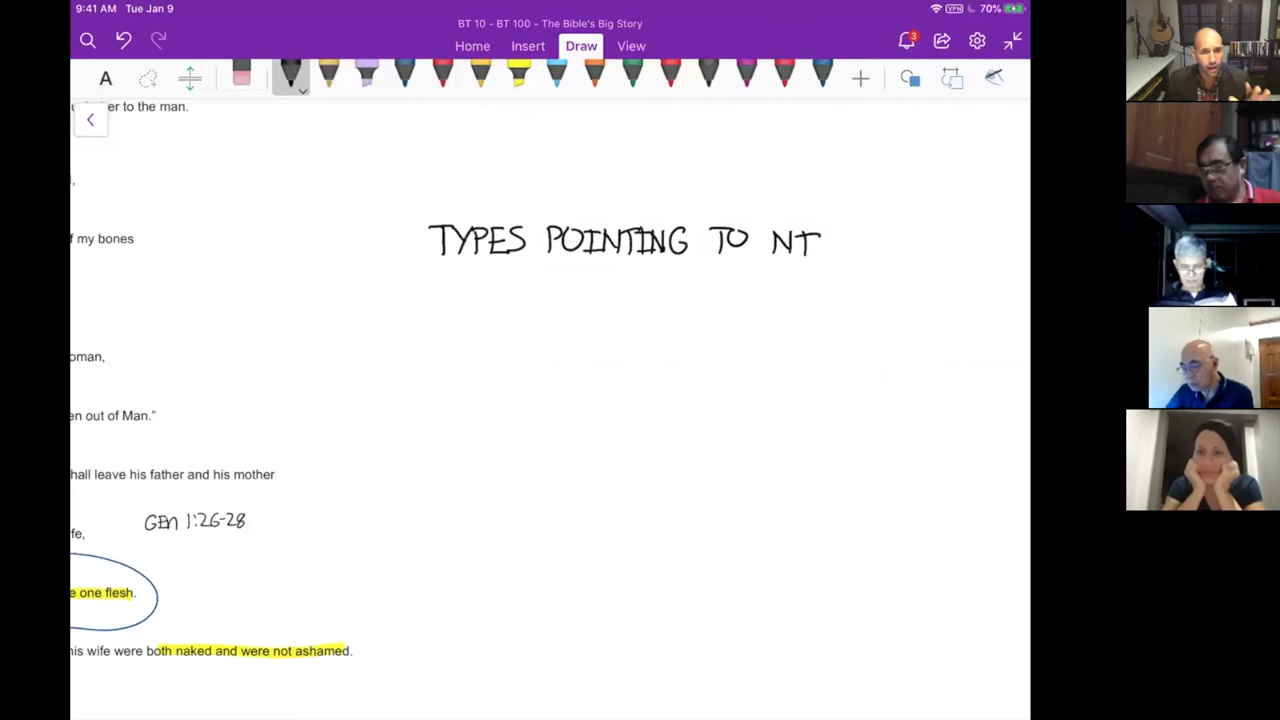 9:41 AM Tue Jan 9
VPN 70%
BT 10 - BT 100 - The Bible's Big Story
Home Insert Draw View
3
A
to the man.
TYPES POINTING TO NT
f my bones
oman,
en out of Man."
hall leave his father and his mother
GEN 1:26-28
fe,
e one flesh.
his wife were both naked and were not ashamed.